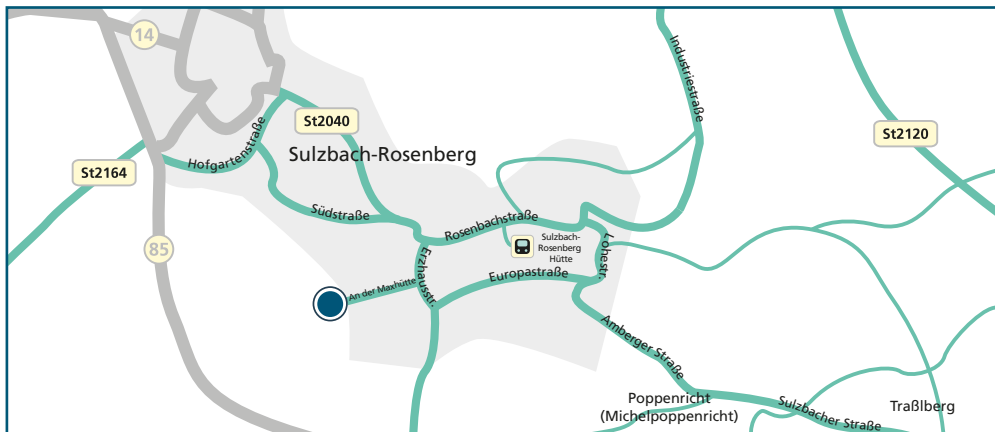 14
Industriestraße
St2040
St2120
Hofgartenstraße
Sulzbach-Rosenberg
St2164
Südstraße
Rosenbachstraße
85
Sulzbach-
Rosenberg
Hütte
Lohestr.
Erzhausstr.
Europastraße
An der Maxhütte
Amberger Straße
Poppenricht
(Michelpoppenricht)
Sulzbacher Straße
Traßlberg